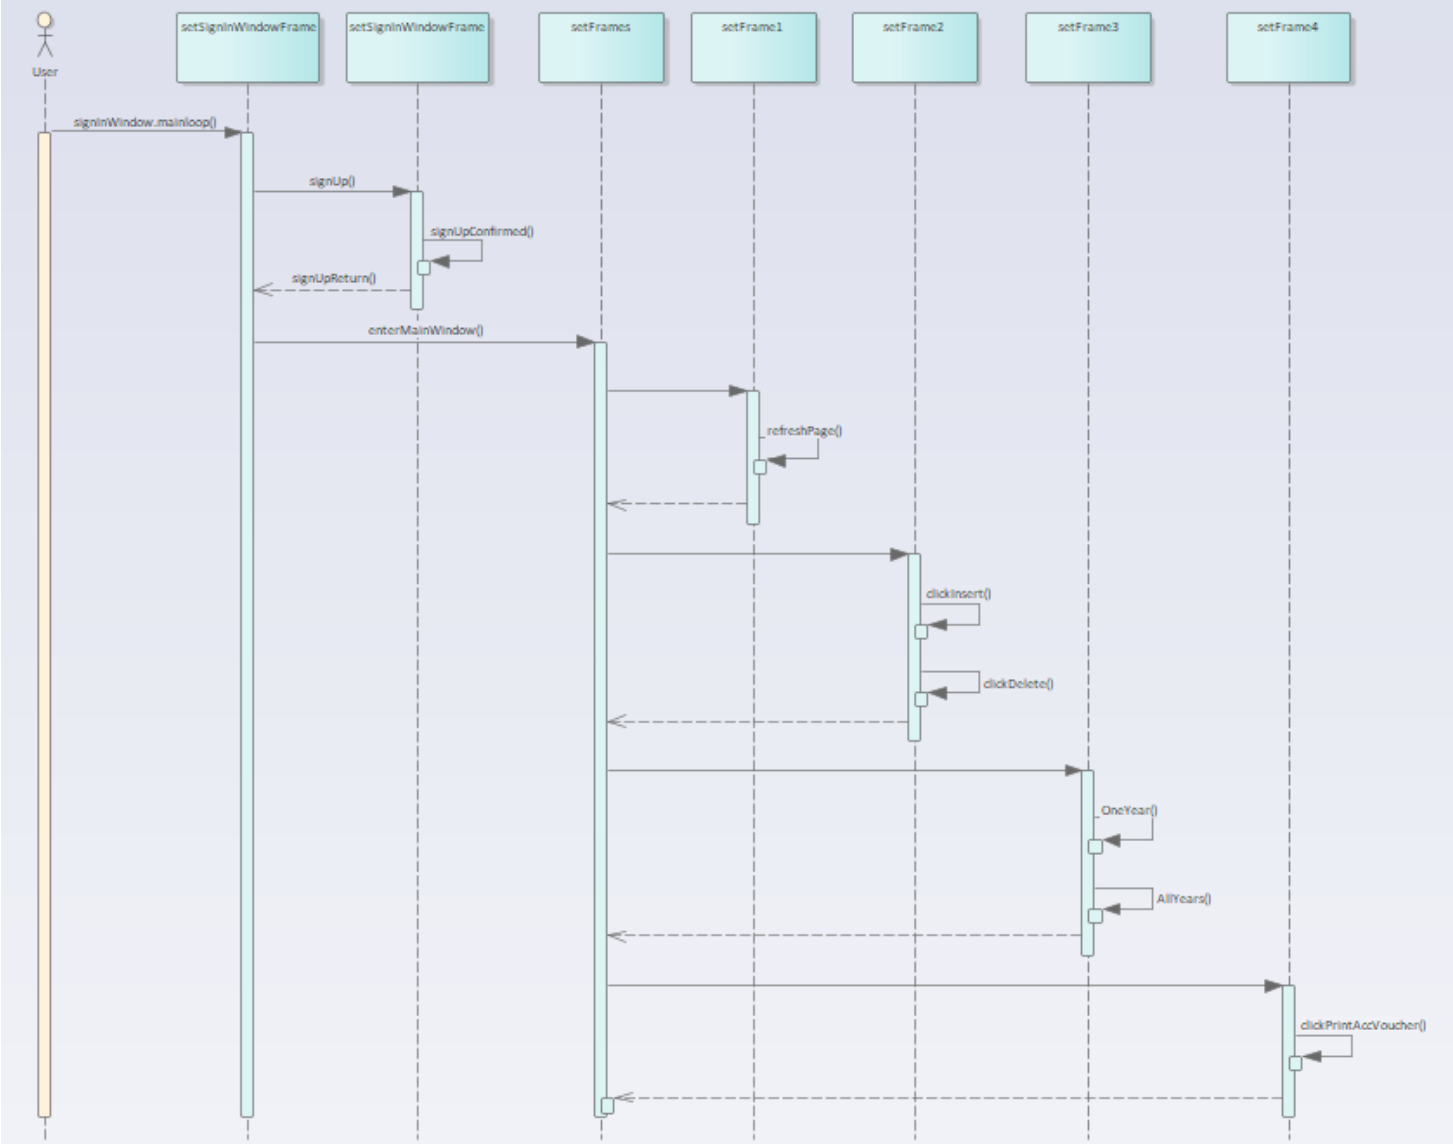 User
setSignInWindowFrame
setSignInWindowFrame
setFrames
setFrame1
setFrame2
setFrame3
setFrame4
signInWindow.mainloop()
signUp()
signUpConfirmed()
signUpReturn()
enterMainWindow()
refreshPage()
clickInsert()
clickDelete()
OneYear()
AllYears()
clickPrintAccVoucher()